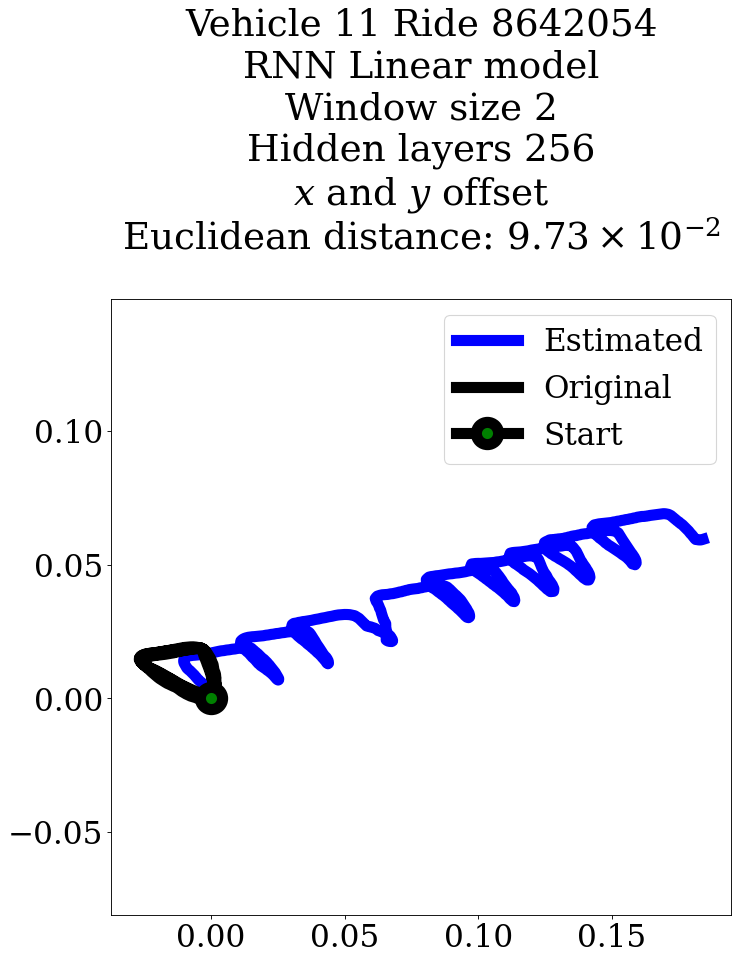 Vehicle 11 Ride 8642054
RNN Linear model
Window size 2
Hidden layers 256
x and y offset
Euclidean distance: 9.73 × 10⁻²
Estimated
Original
Start
0.10
0.05
0.00
−0.05
0.00 0.05 0.10 0.15